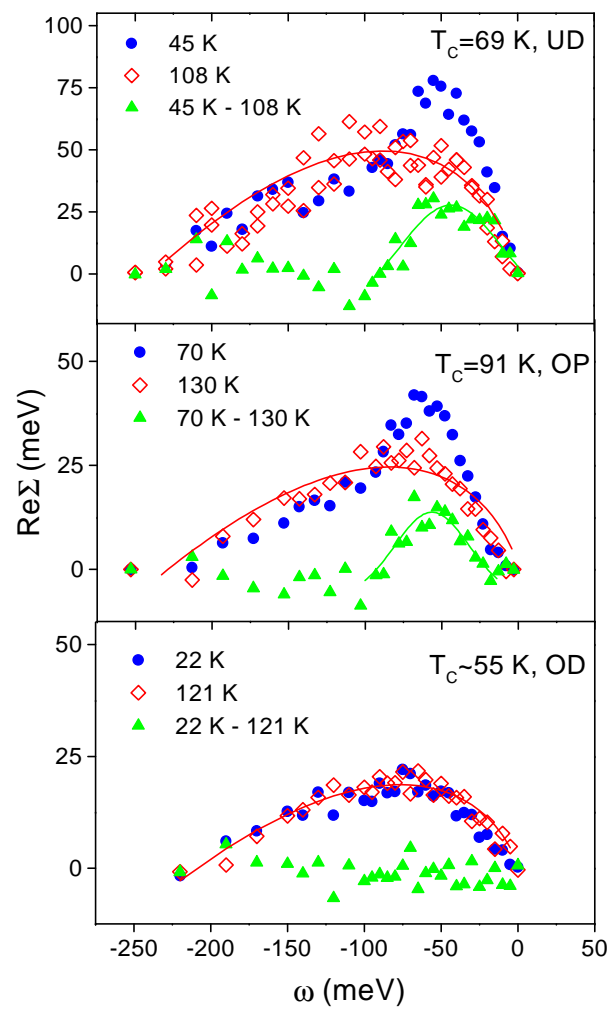 100
75
50
25
0
45 K
108 K
45 K - 108 K
T_C=69 K, UD
50
25
0
70 K
130 K
70 K - 130 K
T_C=91 K, OP
50
25
0
22 K
121 K
22 K - 121 K
T_C~55 K, OD
ReΣ (meV)
-250 -200 -150 -100 -50 0 50
ω (meV)